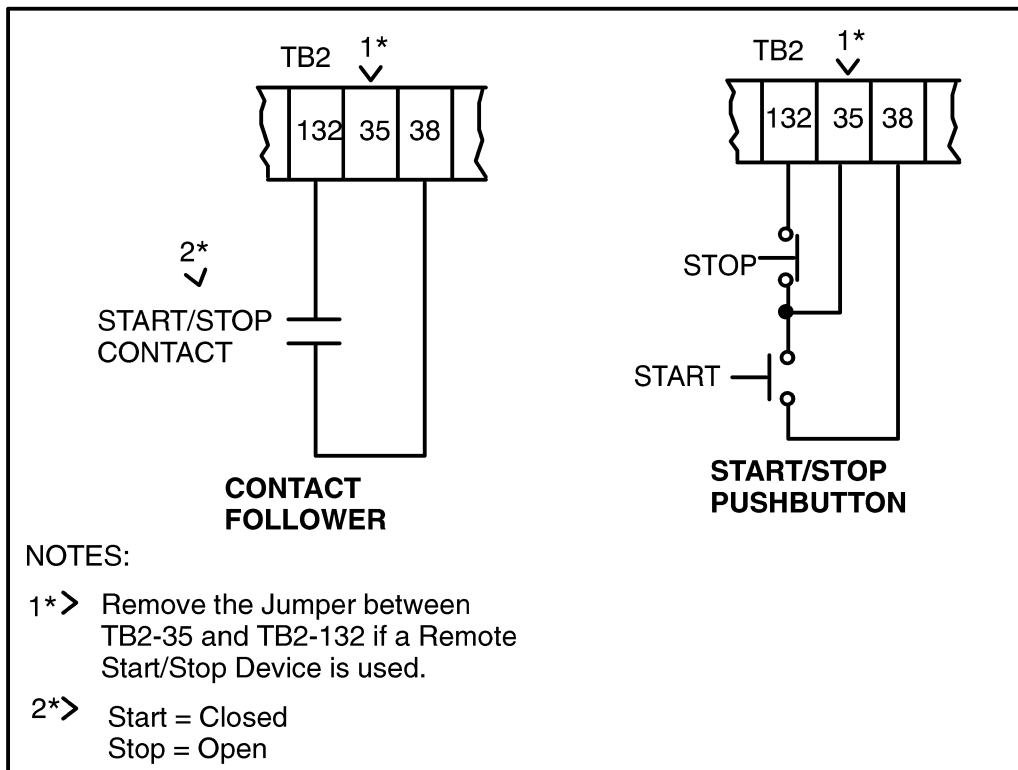 TB2
1*
132 35 38
2*
START/STOP
CONTACT
CONTACT
FOLLOWER
TB2
1*
132 35 38
STOP
START
START/STOP
PUSHBUTTON
NOTES:
1*> Remove the Jumper between
TB2-35 and TB2-132 if a Remote
Start/Stop Device is used.
2*> Start = Closed
Stop = Open